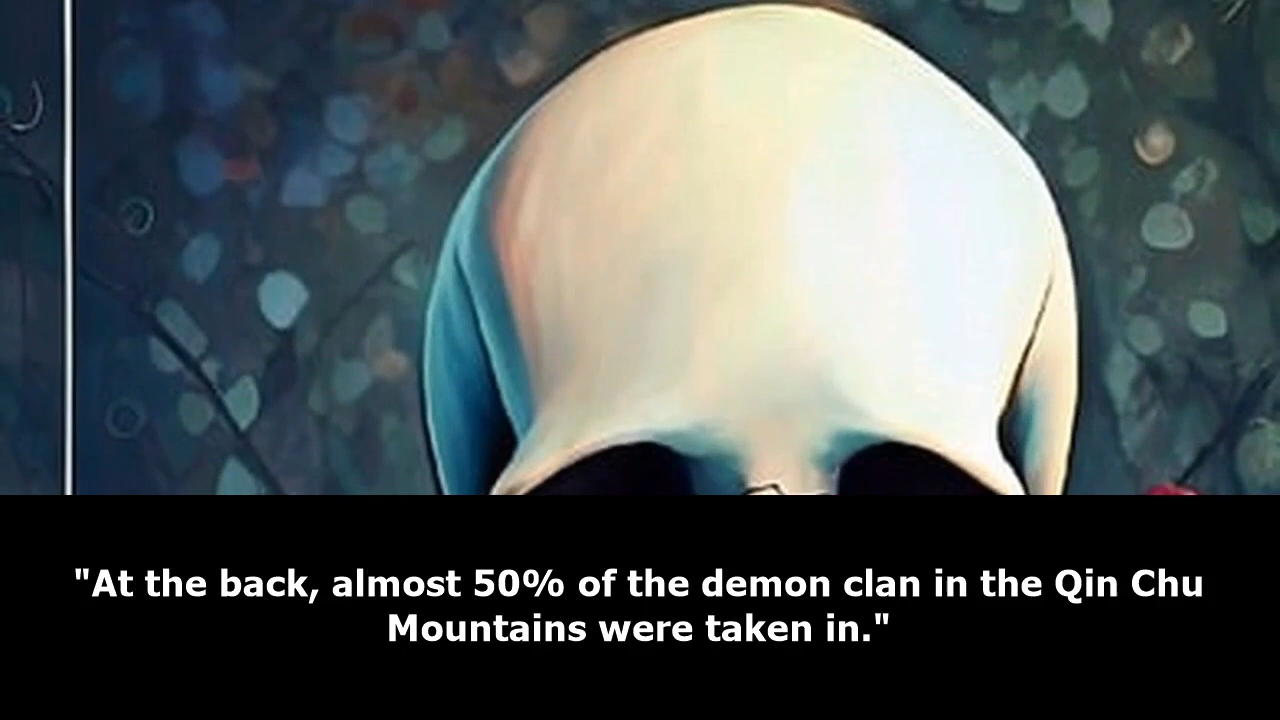 "At the back, almost 50% of the demon clan in the Qin Chu
Mountains were taken in."